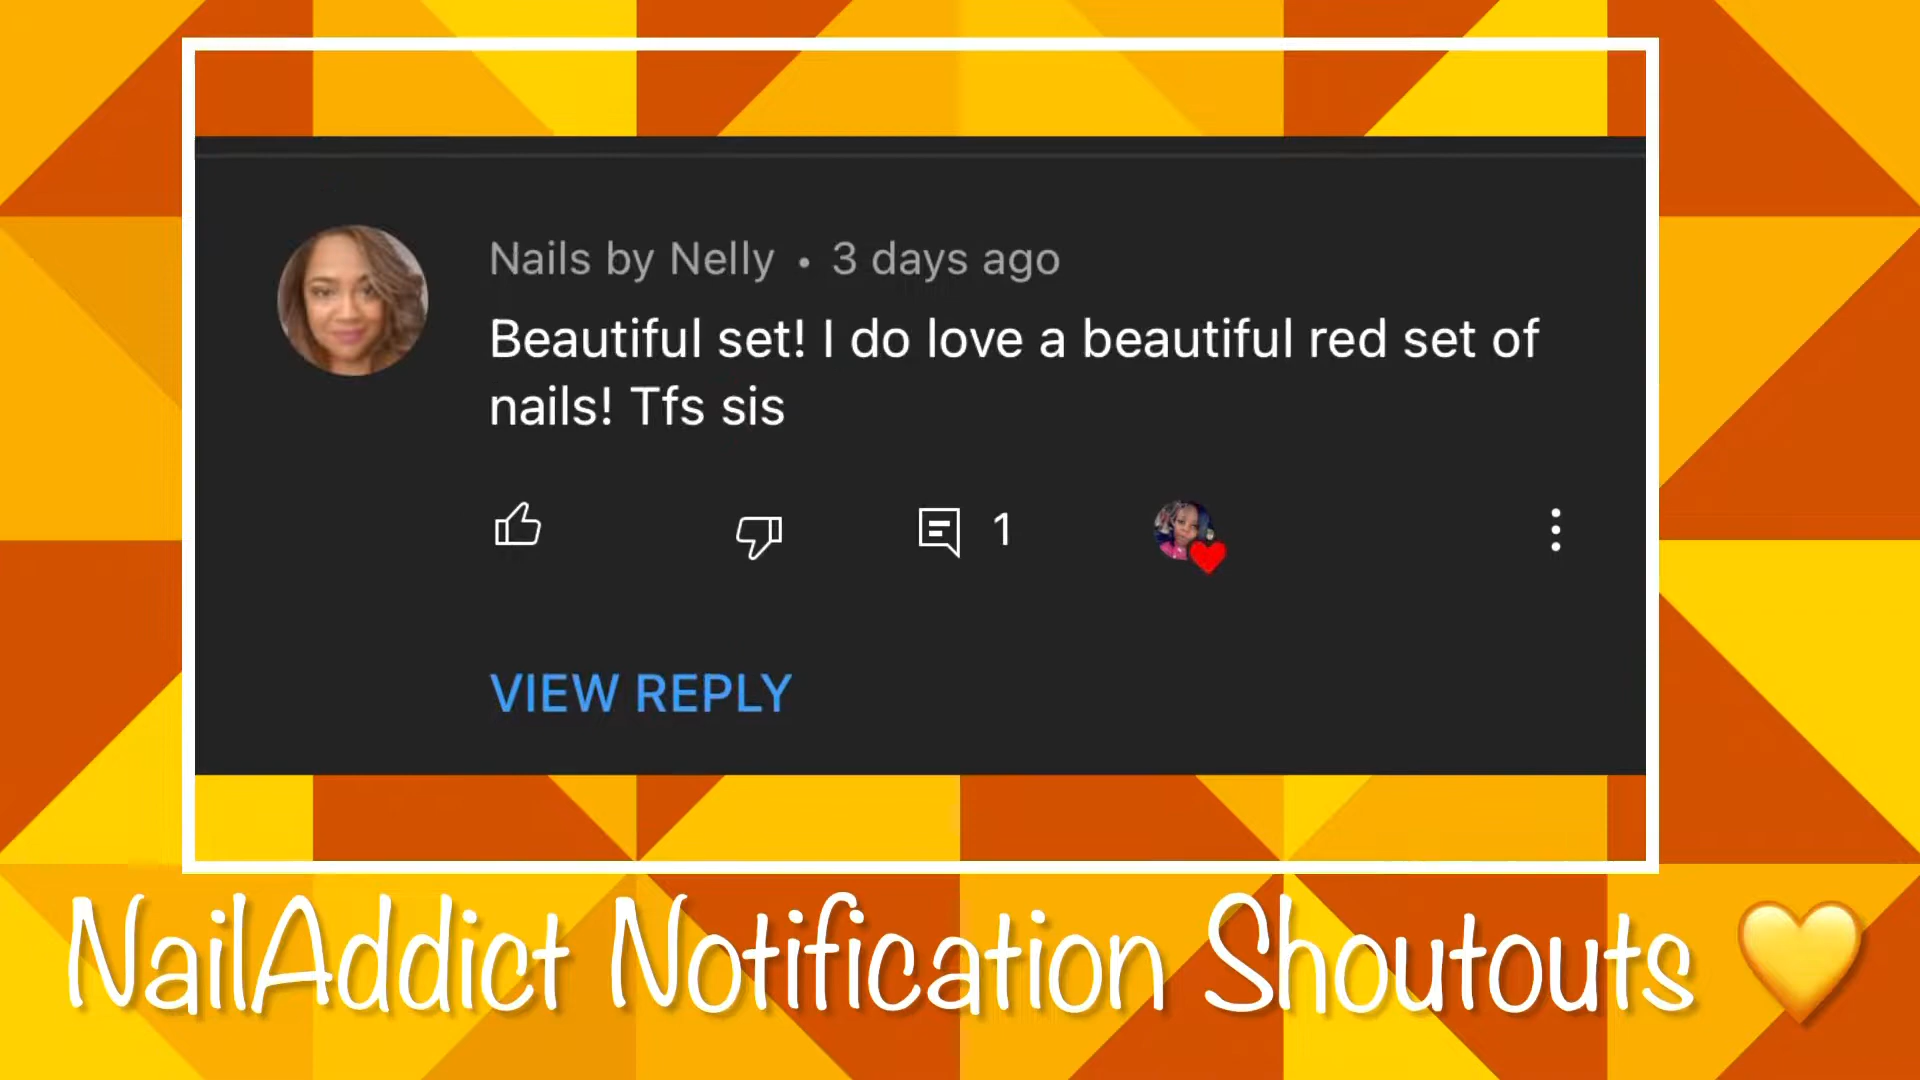 Nails by Nelly • 3 days ago
Beautiful set! I do love a beautiful red set of
nails! Tfs sis
1
VIEW REPLY
NailAddict Notification Shoutouts 💛